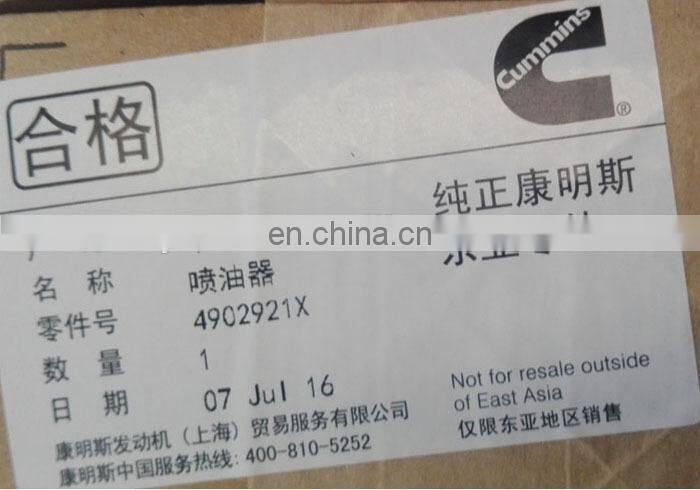 Cummins
®
合格
纯正康明斯
en.china.cn
名 称 喷油器
零件号 4902921X
数 量 1
日 期 07 Jul 16
Not for resale outside
of East Asia
仅限东亚地区销售
康明斯发动机（上海）贸易服务有限公司
康明斯中国服务热线: 400-810-5252